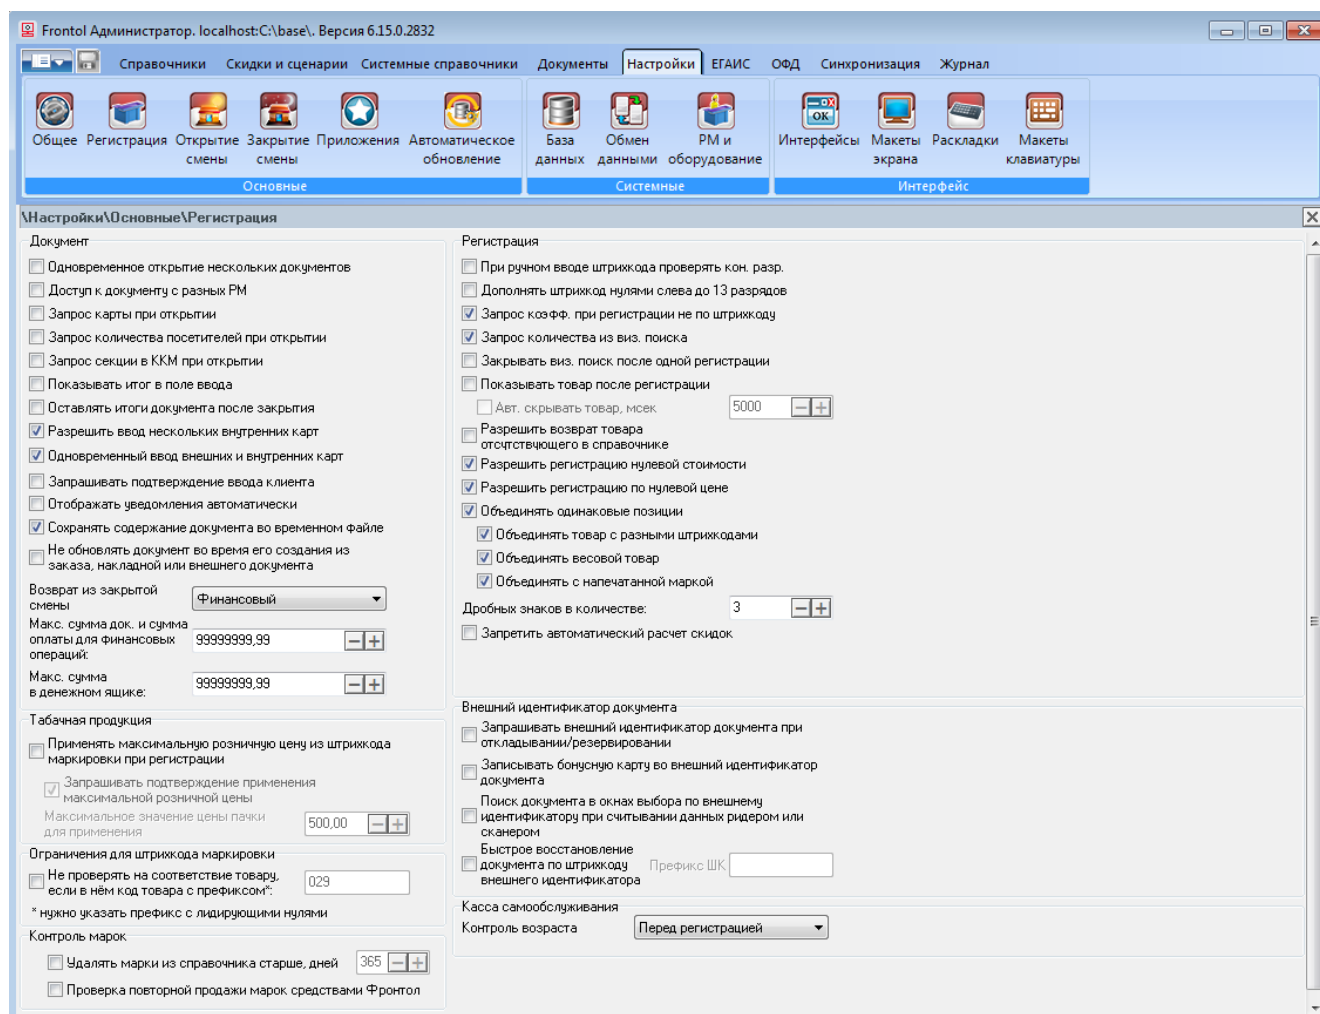 Frontol Администратор. localhost:C:\base\. Версия 6.15.0.2832
Справочники Скидки и сценарии Системные справочники Документы Настройки ЕГАИС ОФД Синхронизация Журнал
Общее Регистрация Открытие смены Закрытие смены Приложения Автоматическое обновление База данных Обмен данными РМ и оборудование Интерфейсы Макеты экрана Раскладки Макеты клавиатуры
Основные Системные Интерфейс
\Настройки\Основные\Регистрация
Документ
Одновременное открытие нескольких документов
Доступ к документу с разных РМ
Запрос карты при открытии
Запрос количества посетителей при открытии
Запрос секции в ККМ при открытии
Показывать итог в поле ввода
Оставлять итоги документа после закрытия
Разрешить ввод нескольких внутренних карт
Одновременный ввод внешних и внутренних карт
Запрашивать подтверждение ввода клиента
Отображать уведомления автоматически
Сохранять содержание документа во временном файле
Не обновлять документ во время его создания из
заказа, накладной или внешнего документа
Возврат из закрытой
смены
Финансовый
Макс. сумма док. и сумма
оплаты для финансовых
операций:
99999999,99
Макс. сумма
в денежном ящике:
99999999,99
Табачная продукция
Применять максимальную розничную цену из штрихкода
маркировки при регистрации
Запрашивать подтверждение применения
максимальной розничной цены
Максимальное значение цены пачки
для применения
500,00
Ограничения для штрихкода маркировки
Не проверять на соответствие товару,
если в нём код товара с префиксом*:
029
* нужно указать префикс с лидирующими нулями
Контроль марок
Удалять марки из справочника старше, дней 365
Проверка повторной продажи марок средствами Фронтол
Регистрация
При ручном вводе штрихкода проверять кон. разр.
Дополнять штрихкод нулями слева до 13 разрядов
Запрос коэфф. при регистрации не по штрихкоду
Запрос количества из виз. поиска
Закрывать виз. поиск после одной регистрации
Показывать товар после регистрации
Авт. скрывать товар, мсек 5000
Разрешить возврат товара
отсутствующего в справочнике
Разрешить регистрацию нулевой стоимости
Разрешить регистрацию по нулевой цене
Объединять одинаковые позиции
Объединять товар с разными штрихкодами
Объединять весовой товар
Объединять с напечатанной маркой
Дробных знаков в количестве: 3
Запретить автоматический расчет скидок
Внешний идентификатор документа
Запрашивать внешний идентификатор документа при
откладывании/резервировании
Записывать бонусную карту во внешний идентификатор
документа
Поиск документа в окнах выбора по внешнему
идентификатору при считывании данных ридером или
сканером
Быстрое восстановление
документа по штрихкоду
внешнего идентификатора
Префикс ШК
Касса самообслуживания
Контроль возраста Перед регистрацией